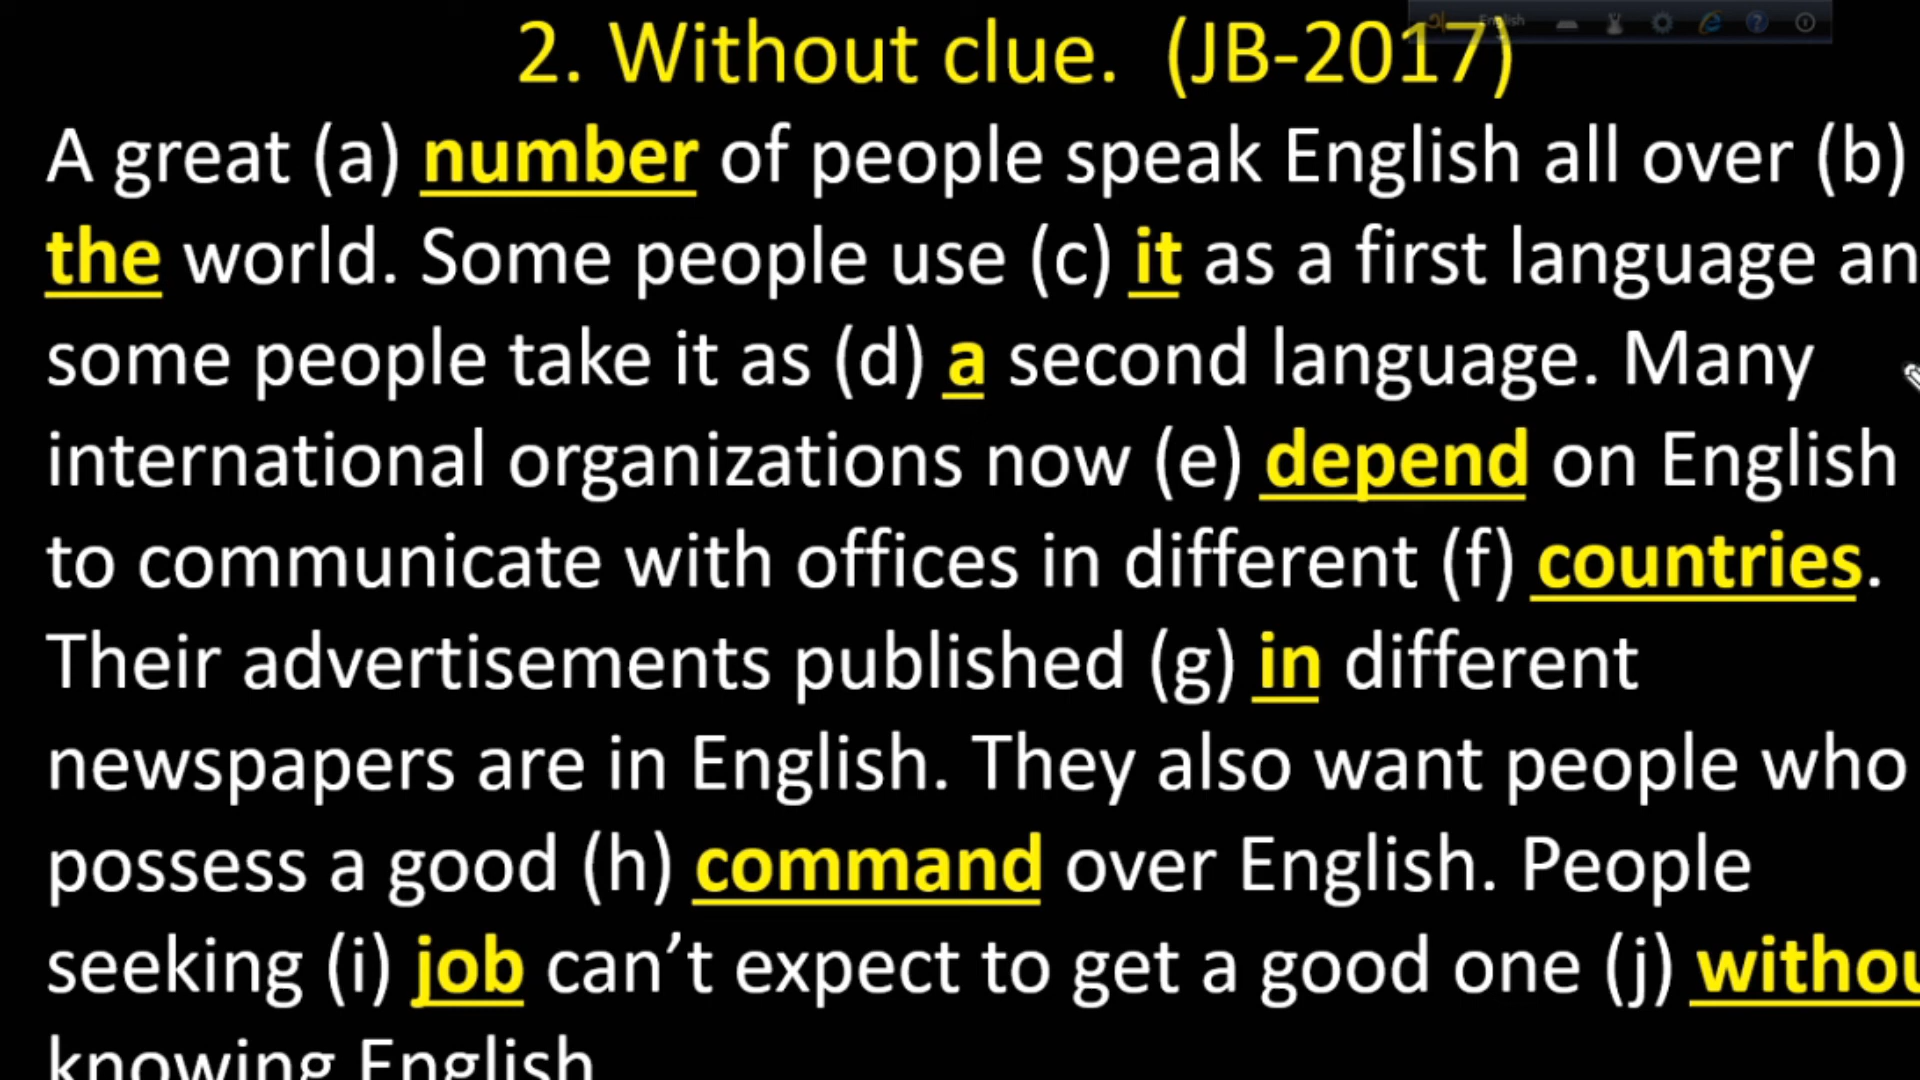 2. Without clue. (JB-2017)
English
A great (a) number of people speak English all over (b)
the world. Some people use (c) it as a first language an
some people take it as (d) a second language. Many
international organizations now (e) depend on English
to communicate with offices in different (f) countries.
Their advertisements published (g) in different
newspapers are in English. They also want people who
possess a good (h) command over English. People
seeking (i) job can’t expect to get a good one (j) withou
knowing English